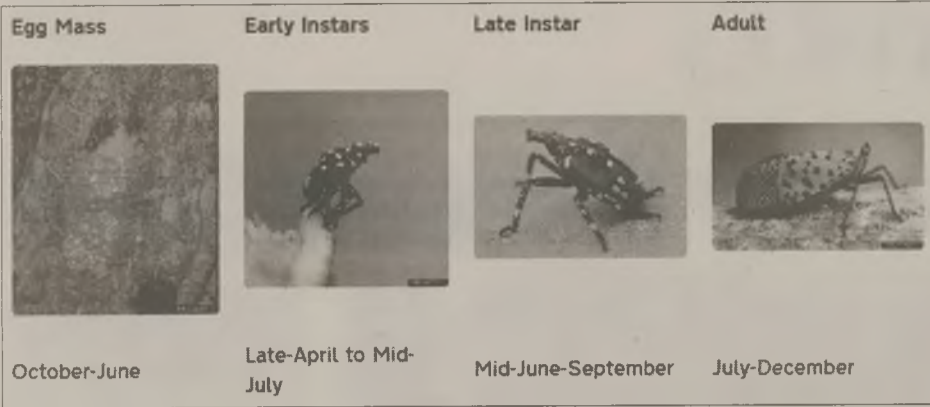 Egg Mass
Early Instars
Late Instar
Adult
October-June
Late-April to Mid-
July
Mid-June-September
July-December